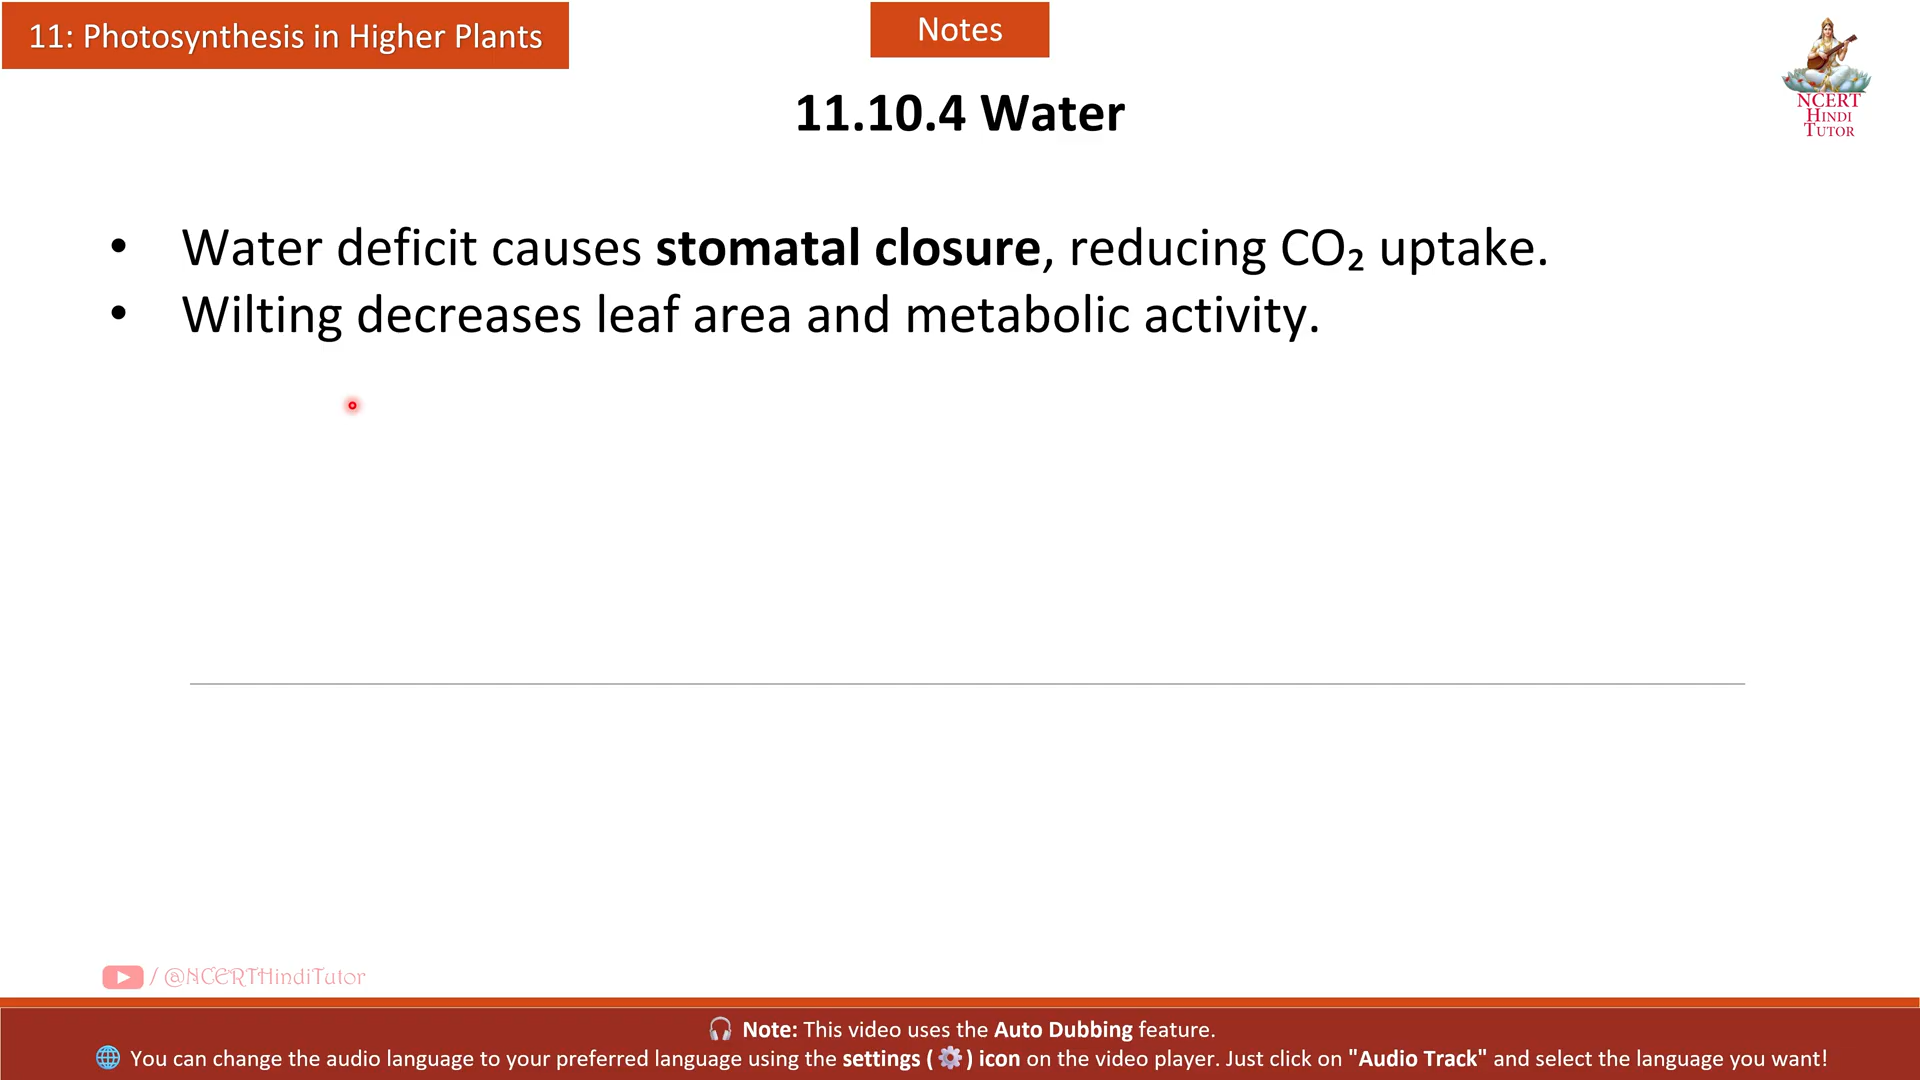 11: Photosynthesis in Higher Plants
Notes
NCERT
HINDI
TUTOR
11.10.4 Water
• Water deficit causes stomatal closure, reducing CO₂ uptake.
• Wilting decreases leaf area and metabolic activity.
/ @NCERTHindiTutor
🎧 Note: This video uses the Auto Dubbing feature.
🌐 You can change the audio language to your preferred language using the settings ( ⚙️ ) icon on the video player. Just click on "Audio Track" and select the language you want!